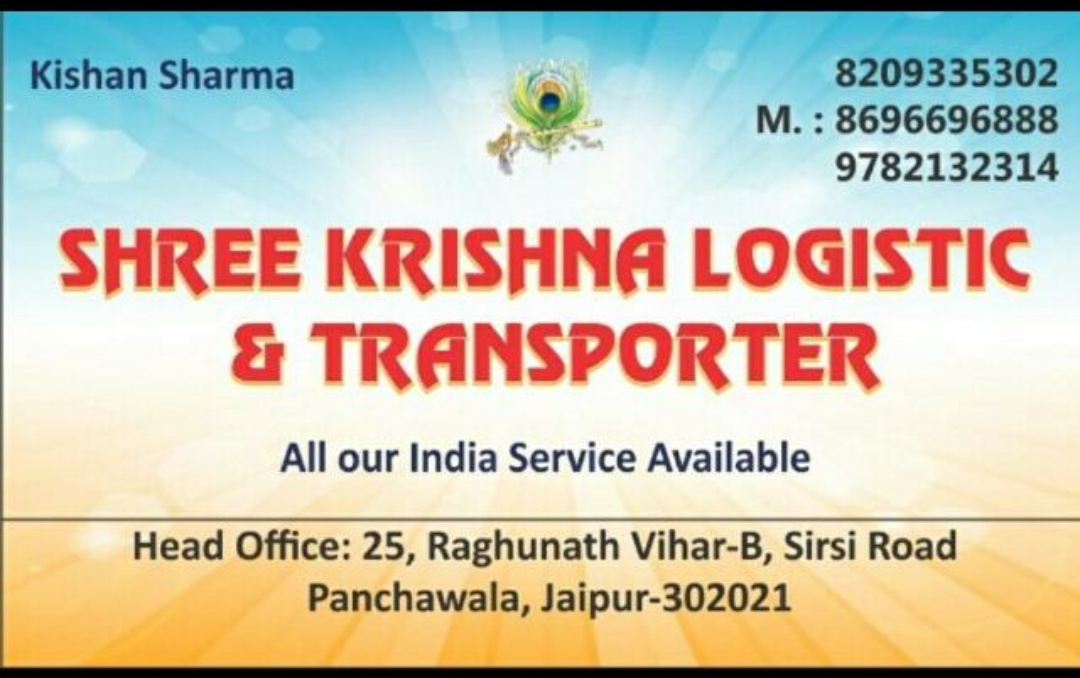 Kishan Sharma
8209335302
M. : 8696696888
9782132314
SHREE KRISHNA LOGISTIC
& TRANSPORTER
All our India Service Available
Head Office: 25, Raghunath Vihar-B, Sirsi Road
Panchawala, Jaipur-302021